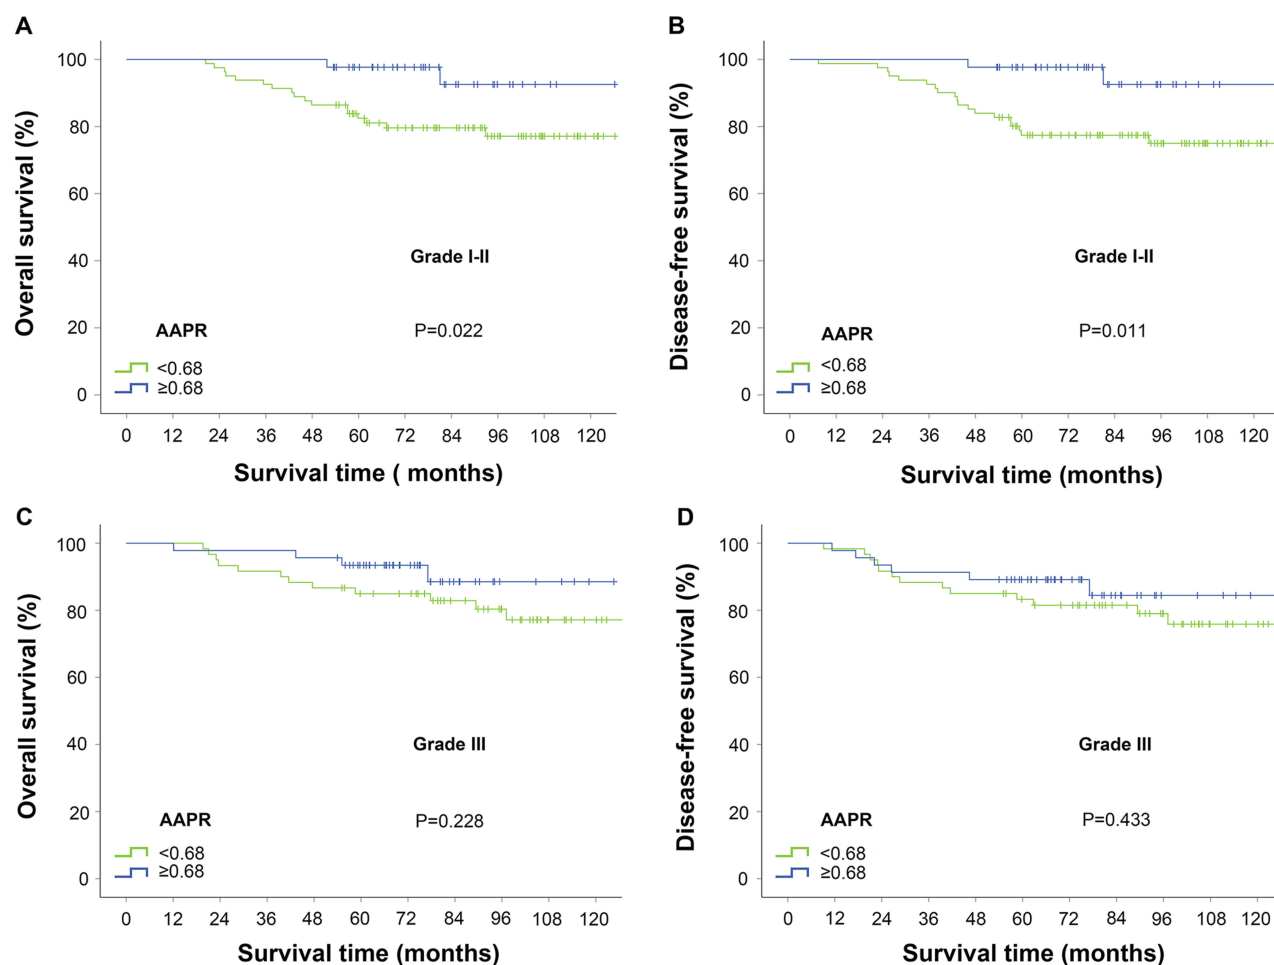 A
Overall survival (%)
100
80
60
40
20
0
Grade I-II
AAPR
P=0.022
<0.68
≥0.68
0 12 24 36 48 60 72 84 96 108 120
Survival time ( months)
B
Disease-free survival (%)
100
80
60
40
20
0
Grade I-II
AAPR
P=0.011
<0.68
≥0.68
0 12 24 36 48 60 72 84 96 108 120
Survival time (months)
C
Overall survival (%)
100
80
60
40
20
0
Grade III
AAPR
P=0.228
<0.68
≥0.68
0 12 24 36 48 60 72 84 96 108 120
Survival time (months)
D
Disease-free survival (%)
100
80
60
40
20
0
Grade III
AAPR
P=0.433
<0.68
≥0.68
0 12 24 36 48 60 72 84 96 108 120
Survival time (months)